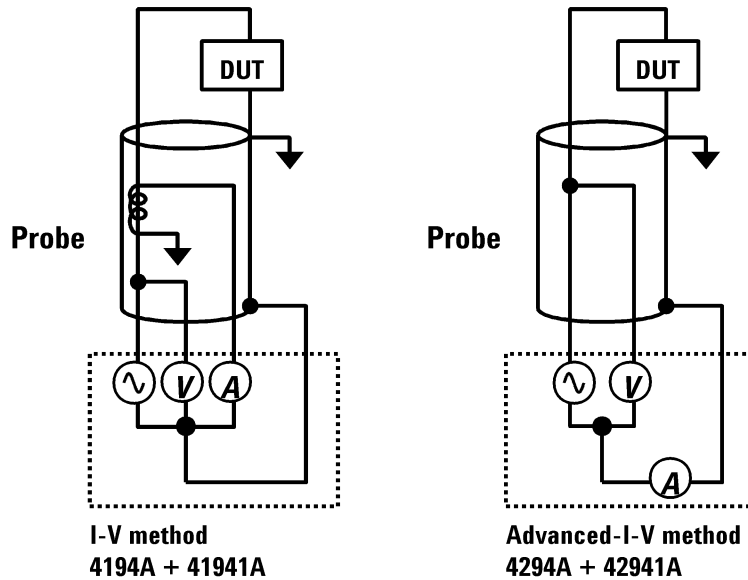 DUT
DUT
Probe
Probe
V
A
V
A
I-V method
4194A + 41941A
Advanced-I-V method
4294A + 42941A